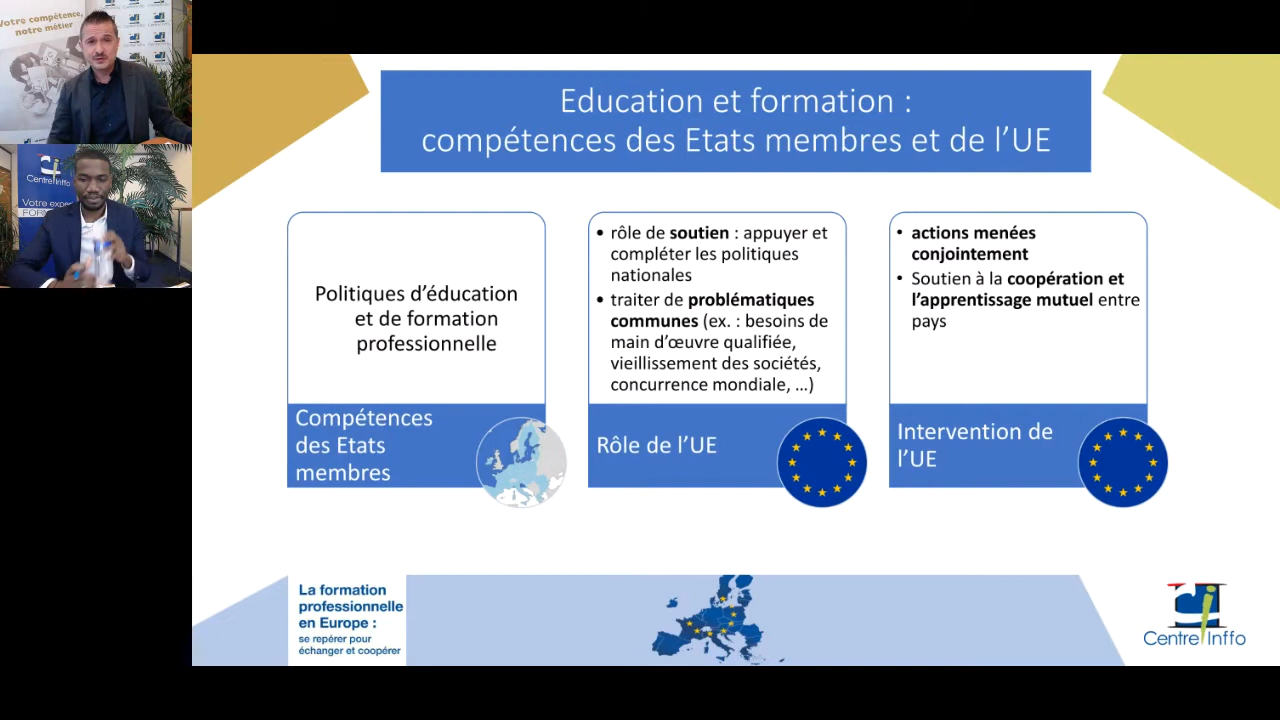 Votre compétence,
notre métier
Centre Inffo
Votre exper
FOR
Education et formation :
compétences des Etats membres et de l’UE
Politiques d’éducation
et de formation
professionnelle
Compétences
des Etats
membres
• rôle de soutien : appuyer et
compléter les politiques
nationales
• traiter de problématiques
communes (ex. : besoins de
main d’œuvre qualifiée,
vieillissement des sociétés,
concurrence mondiale, …)
Rôle de l’UE
• actions menées
conjointement
• Soutien à la coopération et
l’apprentissage mutuel entre
pays
Intervention de
l’UE
La formation
professionnelle
en Europe :
se repérer pour
échanger et coopérer
Centre Inffo